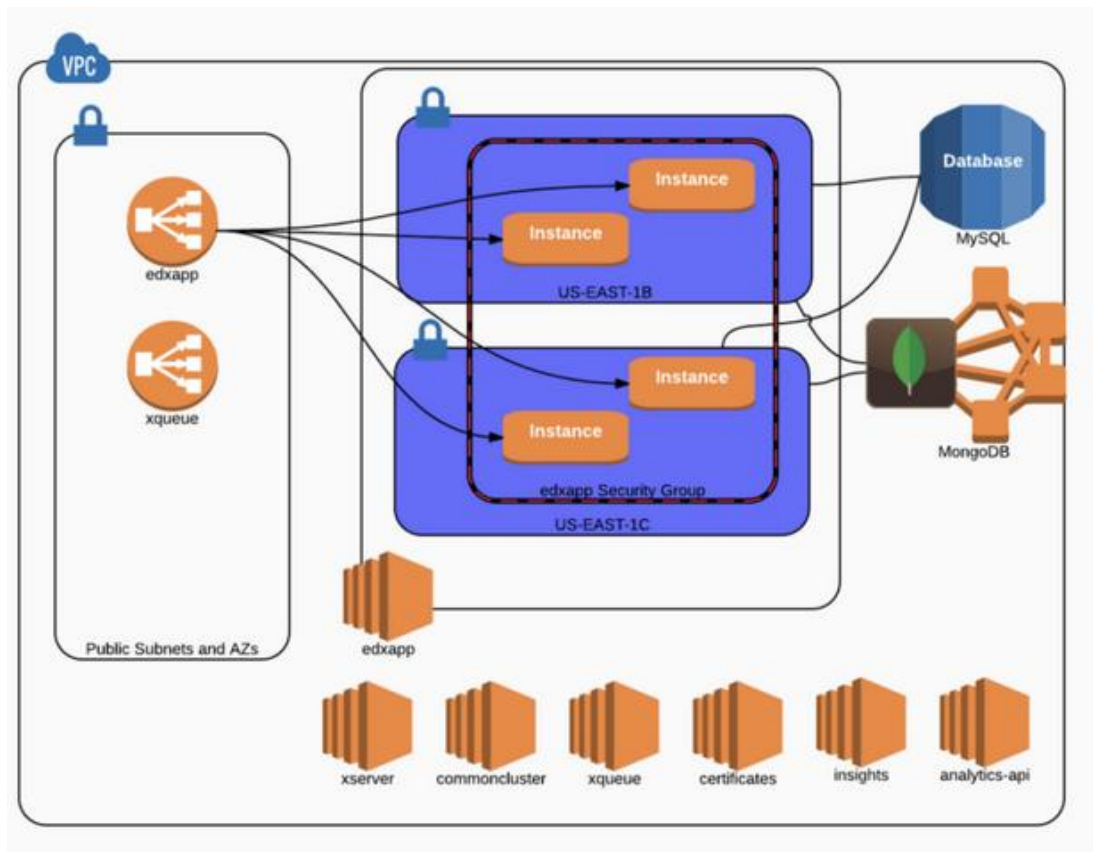 VPC
edxapp
xqueue
Public Subnets and AZs
Instance
Instance
US-EAST-1B
Instance
Instance
edxapp Security Group
US-EAST-1C
edxapp
Database
MySQL
MongoDB
xserver
commoncluster
xqueue
certificates
insights
analytics-api